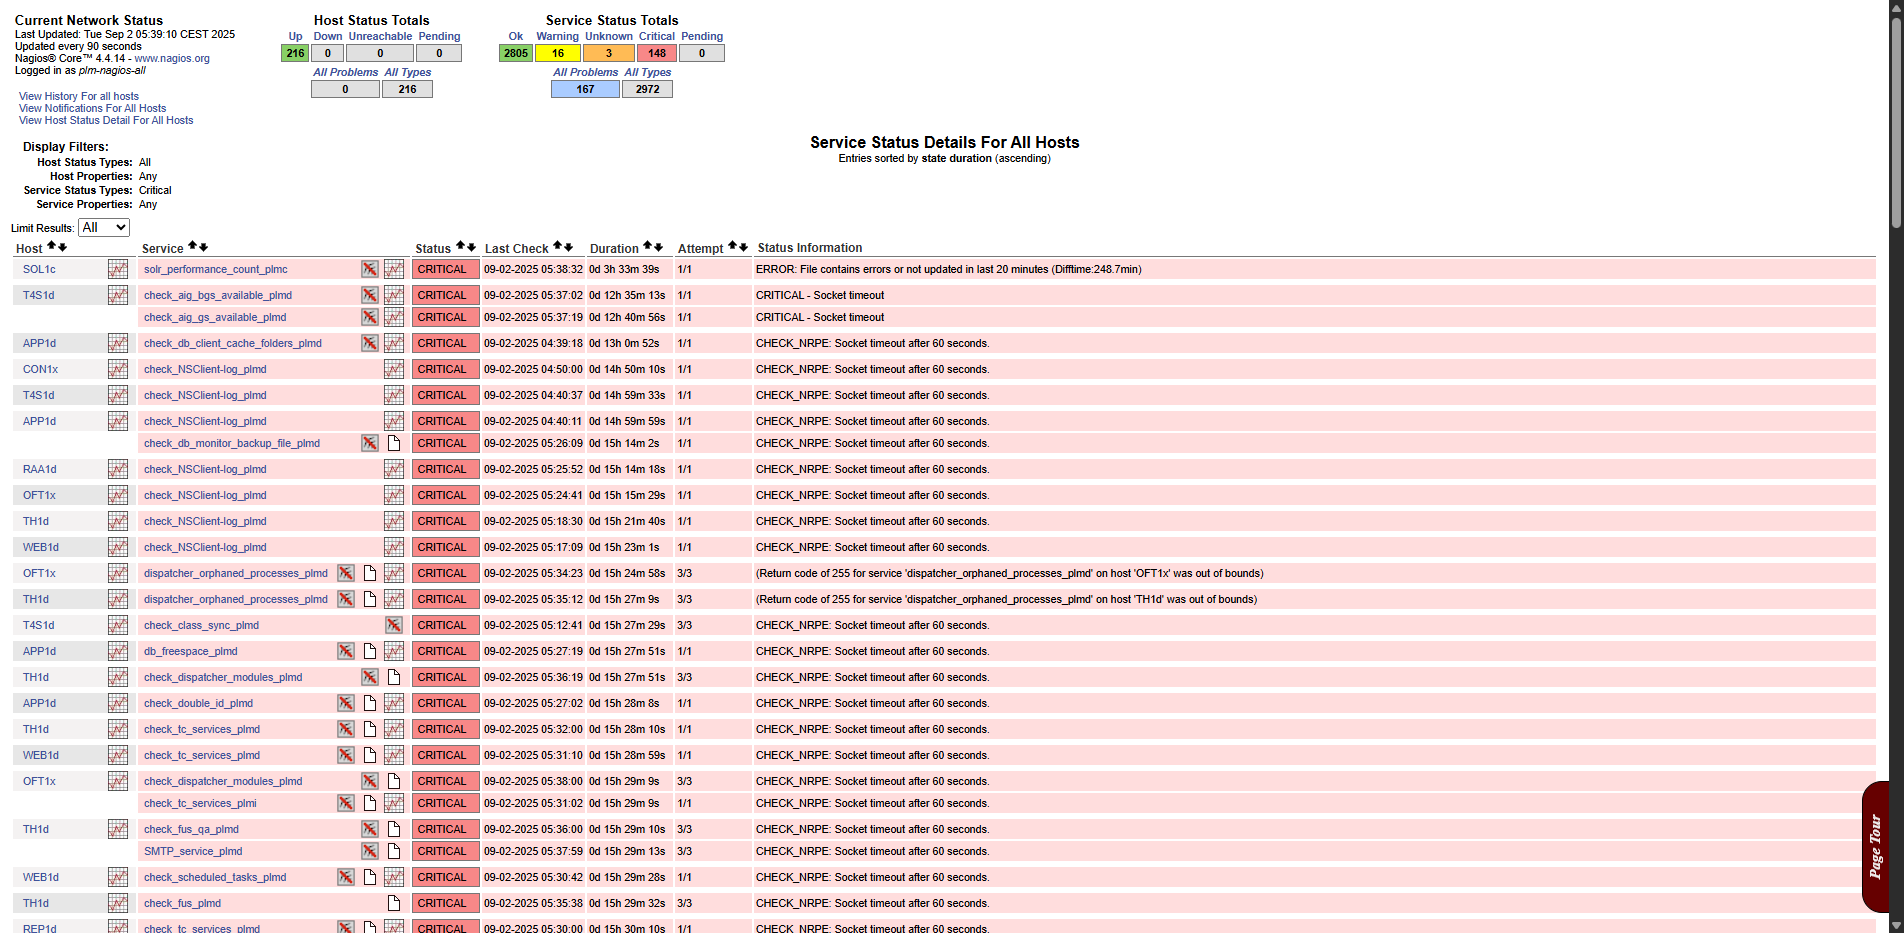 Current Network Status
Last Updated: Tue Sep 2 05:39:10 CEST 2025
Updated every 90 seconds
Nagios® Core™ 4.4.14 - www.nagios.org
Logged in as plm-nagios-all
View History For all hosts
View Notifications For All Hosts
View Host Status Detail For All Hosts
Host Status Totals
Up Down Unreachable Pending
216 0 0 0
All Problems All Types
0 216
Service Status Totals
Ok Warning Unknown Critical Pending
2805 16 3 148 0
All Problems All Types
167 2972
Display Filters:
Host Status Types: All
Host Properties: Any
Service Status Types: Critical
Service Properties: Any
Service Status Details For All Hosts
Entries sorted by state duration (ascending)
Limit Results: All
Host Service Status Last Check Duration Attempt Status Information
SOL1c solr_performance_count_plmc CRITICAL 09-02-2025 05:38:32 0d 3h 33m 39s 1/1 ERROR: File contains errors or not updated in last 20 minutes (Difftime:248.7min)
T4S1d check_aig_bgs_available_plmd CRITICAL 09-02-2025 05:37:02 0d 12h 35m 13s 1/1 CRITICAL - Socket timeout
check_aig_gs_available_plmd CRITICAL 09-02-2025 05:37:19 0d 12h 40m 56s 1/1 CRITICAL - Socket timeout
APP1d check_db_client_cache_folders_plmd CRITICAL 09-02-2025 04:39:18 0d 13h 0m 52s 1/1 CHECK_NRPE: Socket timeout after 60 seconds.
CON1x check_NSClient-log_plmd CRITICAL 09-02-2025 04:50:00 0d 14h 50m 10s 1/1 CHECK_NRPE: Socket timeout after 60 seconds.
T4S1d check_NSClient-log_plmd CRITICAL 09-02-2025 04:40:37 0d 14h 59m 33s 1/1 CHECK_NRPE: Socket timeout after 60 seconds.
APP1d check_NSClient-log_plmd CRITICAL 09-02-2025 04:40:11 0d 14h 59m 59s 1/1 CHECK_NRPE: Socket timeout after 60 seconds.
check_db_monitor_backup_file_plmd CRITICAL 09-02-2025 05:26:09 0d 15h 14m 2s 1/1 CHECK_NRPE: Socket timeout after 60 seconds.
RAA1d check_NSClient-log_plmd CRITICAL 09-02-2025 05:25:52 0d 15h 14m 18s 1/1 CHECK_NRPE: Socket timeout after 60 seconds.
OFT1x check_NSClient-log_plmd CRITICAL 09-02-2025 05:24:41 0d 15h 15m 29s 1/1 CHECK_NRPE: Socket timeout after 60 seconds.
TH1d check_NSClient-log_plmd CRITICAL 09-02-2025 05:18:30 0d 15h 21m 40s 1/1 CHECK_NRPE: Socket timeout after 60 seconds.
WEB1d check_NSClient-log_plmd CRITICAL 09-02-2025 05:17:09 0d 15h 23m 1s 1/1 CHECK_NRPE: Socket timeout after 60 seconds.
OFT1x dispatcher_orphaned_processes_plmd CRITICAL 09-02-2025 05:34:23 0d 15h 24m 58s 3/3 (Return code of 255 for service 'dispatcher_orphaned_processes_plmd' on host 'OFT1x' was out of bounds)
TH1d dispatcher_orphaned_processes_plmd CRITICAL 09-02-2025 05:35:12 0d 15h 27m 9s 3/3 (Return code of 255 for service 'dispatcher_orphaned_processes_plmd' on host 'TH1d' was out of bounds)
T4S1d check_class_sync_plmd CRITICAL 09-02-2025 05:12:41 0d 15h 27m 29s 3/3 CHECK_NRPE: Socket timeout after 60 seconds.
APP1d db_freespace_plmd CRITICAL 09-02-2025 05:27:19 0d 15h 27m 51s 1/1 CHECK_NRPE: Socket timeout after 60 seconds.
TH1d check_dispatcher_modules_plmd CRITICAL 09-02-2025 05:36:19 0d 15h 27m 51s 3/3 CHECK_NRPE: Socket timeout after 60 seconds.
APP1d check_double_id_plmd CRITICAL 09-02-2025 05:27:02 0d 15h 28m 8s 1/1 CHECK_NRPE: Socket timeout after 60 seconds.
TH1d check_tc_services_plmd CRITICAL 09-02-2025 05:32:00 0d 15h 28m 10s 1/1 CHECK_NRPE: Socket timeout after 60 seconds.
WEB1d check_tc_services_plmd CRITICAL 09-02-2025 05:31:10 0d 15h 28m 59s 1/1 CHECK_NRPE: Socket timeout after 60 seconds.
OFT1x check_dispatcher_modules_plmd CRITICAL 09-02-2025 05:38:00 0d 15h 29m 9s 3/3 CHECK_NRPE: Socket timeout after 60 seconds.
check_tc_services_plmi CRITICAL 09-02-2025 05:31:02 0d 15h 29m 9s 1/1 CHECK_NRPE: Socket timeout after 60 seconds.
TH1d check_fus_qa_plmd CRITICAL 09-02-2025 05:36:00 0d 15h 29m 10s 3/3 CHECK_NRPE: Socket timeout after 60 seconds.
SMTP_service_plmd CRITICAL 09-02-2025 05:37:59 0d 15h 29m 13s 3/3 CHECK_NRPE: Socket timeout after 60 seconds.
WEB1d check_scheduled_tasks_plmd CRITICAL 09-02-2025 05:30:42 0d 15h 29m 28s 1/1 CHECK_NRPE: Socket timeout after 60 seconds.
TH1d check_fus_plmd CRITICAL 09-02-2025 05:35:38 0d 15h 29m 32s 3/3 CHECK_NRPE: Socket timeout after 60 seconds.
REP1d check_tc_services_plmd CRITICAL 09-02-2025 05:30:00 0d 15h 30m 10s 1/1 CHECK_NRPE: Socket timeout after 60 seconds.
Page Tour